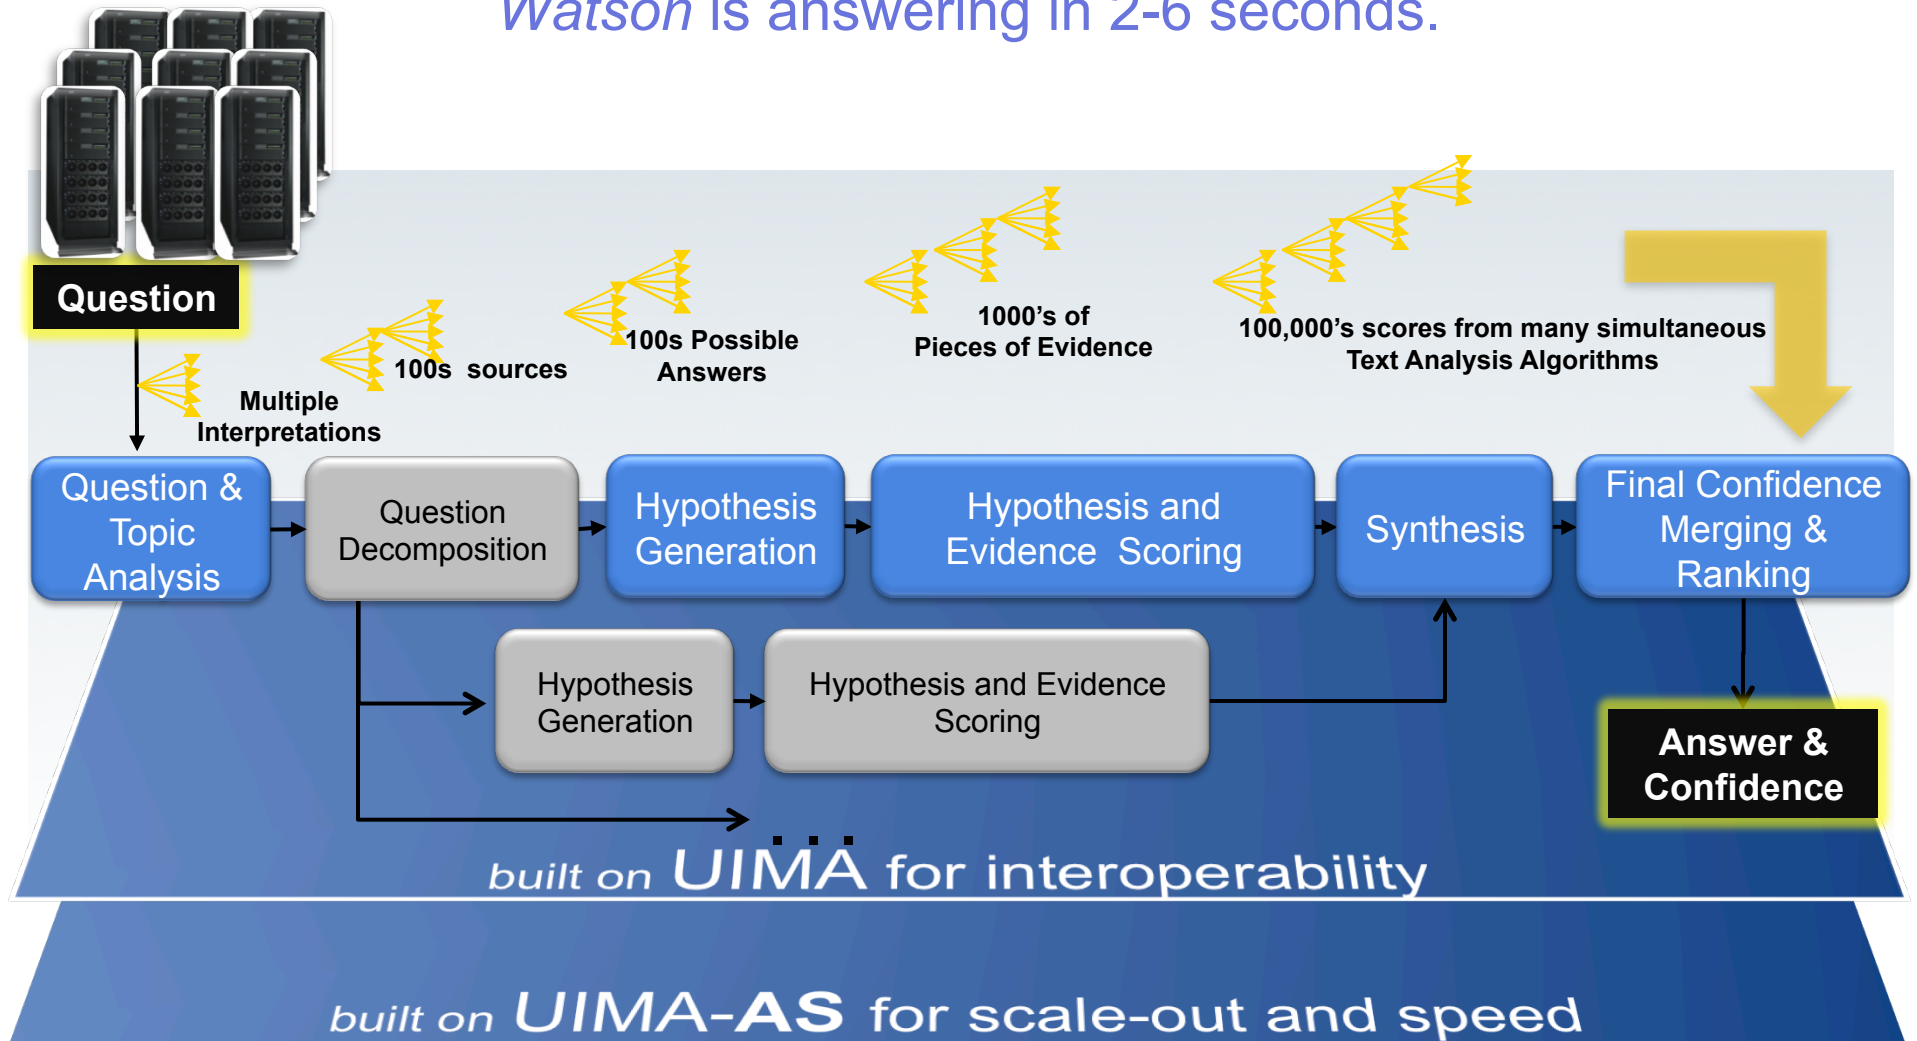 Watson is answering in 2-6 seconds.
Question
Multiple
Interpretations
100s  sources
100s Possible
Answers
1000's of
Pieces of Evidence
100,000's scores from many simultaneous
Text Analysis Algorithms
Question &
Topic
Analysis
Question
Decomposition
Hypothesis
Generation
Hypothesis and
Evidence  Scoring
Synthesis
Final Confidence
Merging &
Ranking
Hypothesis
Generation
Hypothesis and Evidence
Scoring
Answer &
Confidence
. . .
built on UIMA for interoperability
built on UIMA-AS for scale-out and speed